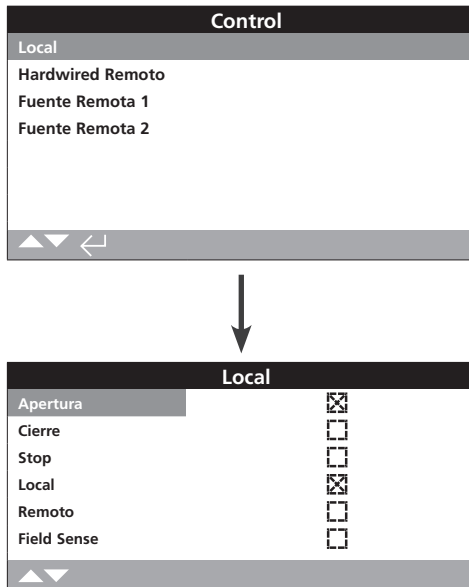 Control
Local
Hardwired Remoto
Fuente Remota 1
Fuente Remota 2
Local
Apertura
Cierre
Stop
Local
Remoto
Field Sense